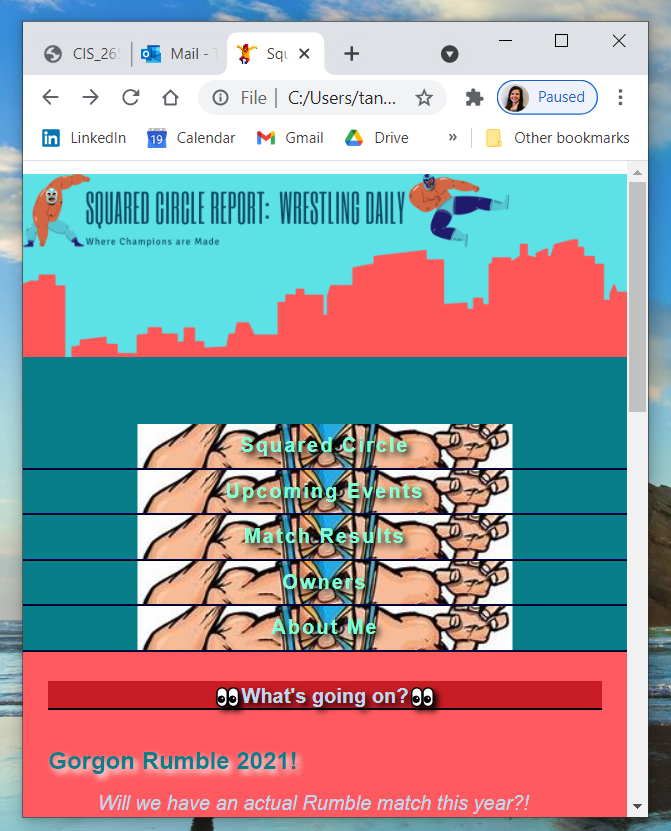 CIS_265
Mail - T
Squ
File
C:/Users/tan...
Paused
LinkedIn
19
Calendar
Gmail
Drive
»
Other bookmarks
SQUARED CIRCLE REPORT: WRESTLING DAILY
Where Champions are Made
Squared Circle
Upcoming Events
Match Results
Owners
About Me
👀What's going on?👀
Gorgon Rumble 2021!
Will we have an actual Rumble match this year?!